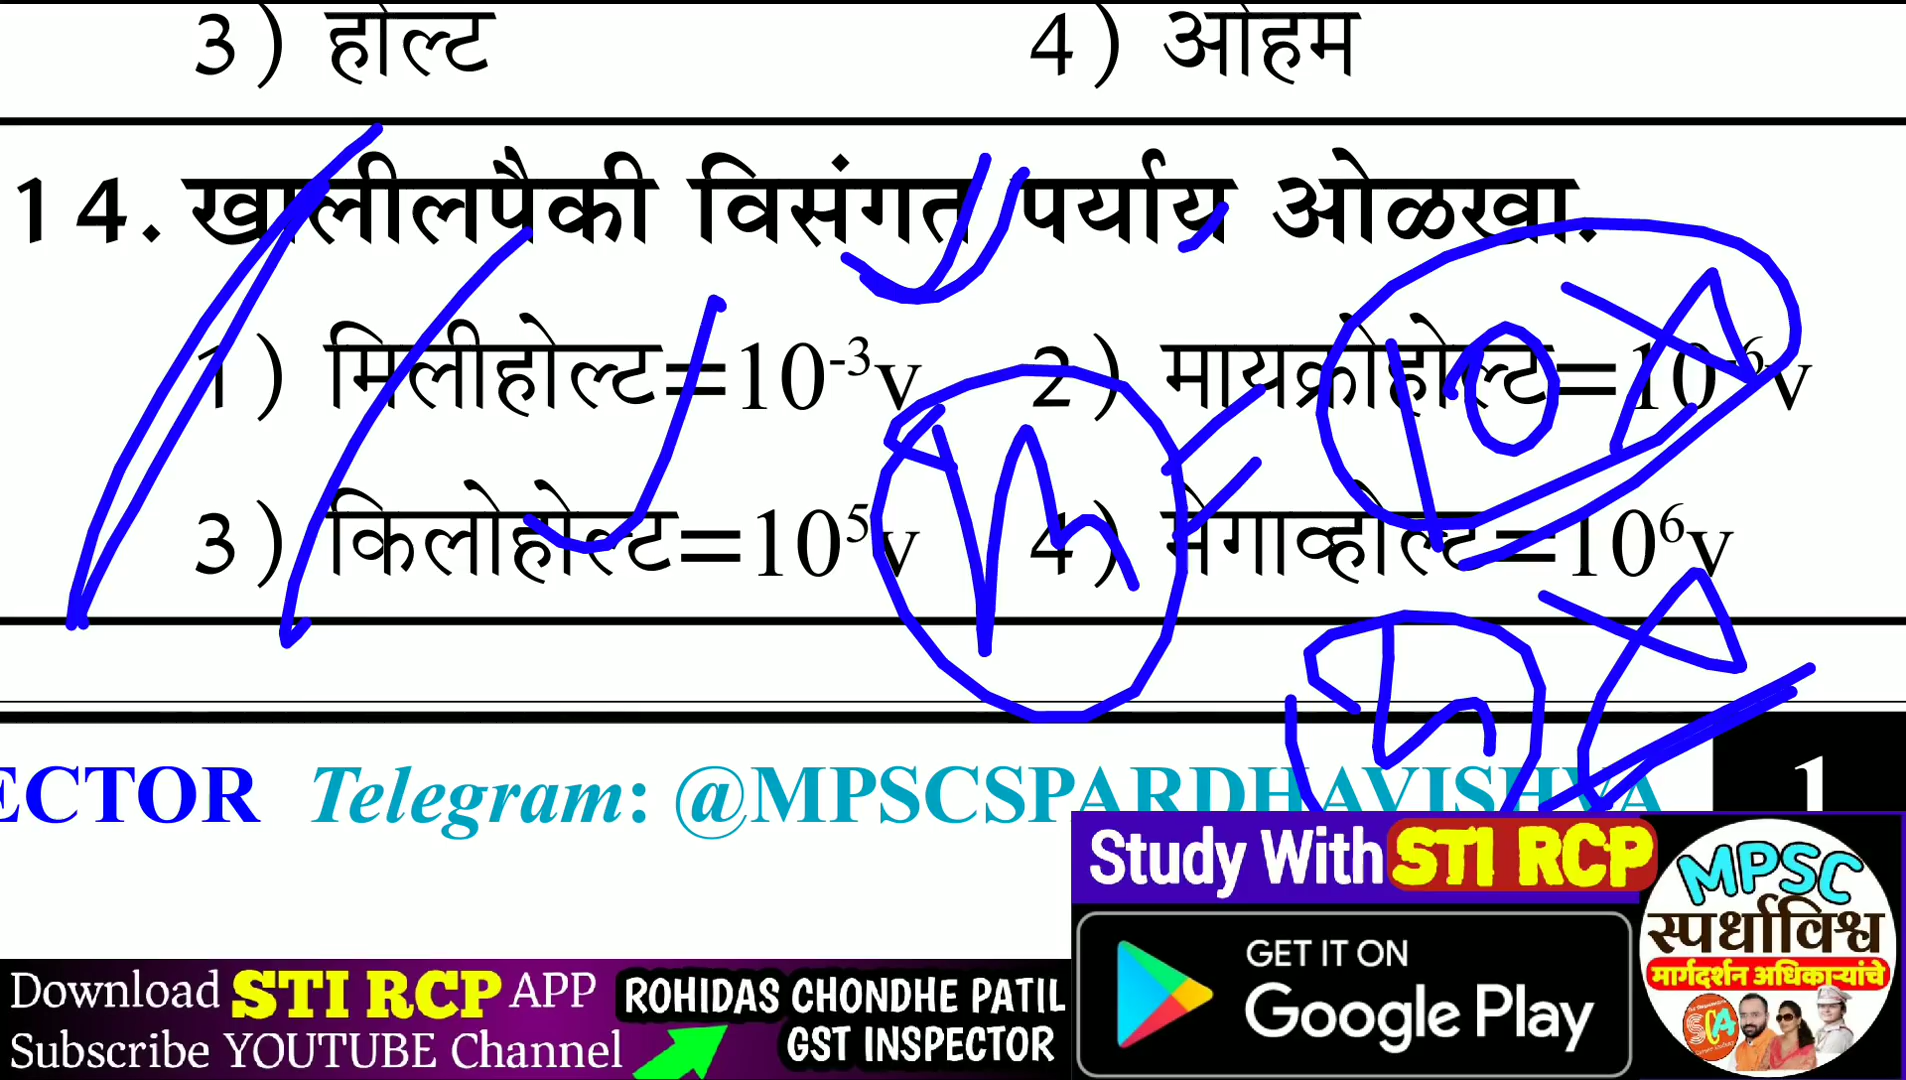 3) होल्ट 4) ओहम
14. खालीलपैकी विसंगत पर्याय ओळखा.
1) मिलीहोल्ट=10⁻³v 2) मायक्रोहोल्ट=10⁻⁶v
3) किलोहोल्ट=10⁵v 4) मेगाव्होल्ट=10⁶v
ECTOR Telegram: @MPSCSPARDHAVISHVA 1
Study With STI RCP
GET IT ON
Google Play
MPSC
स्पर्धाविश्व
मार्गदर्शन अधिकाऱ्यांचे
Download STI RCP APP
Subscribe YOUTUBE Channel
ROHIDAS CHONDHE PATIL
GST INSPECTOR